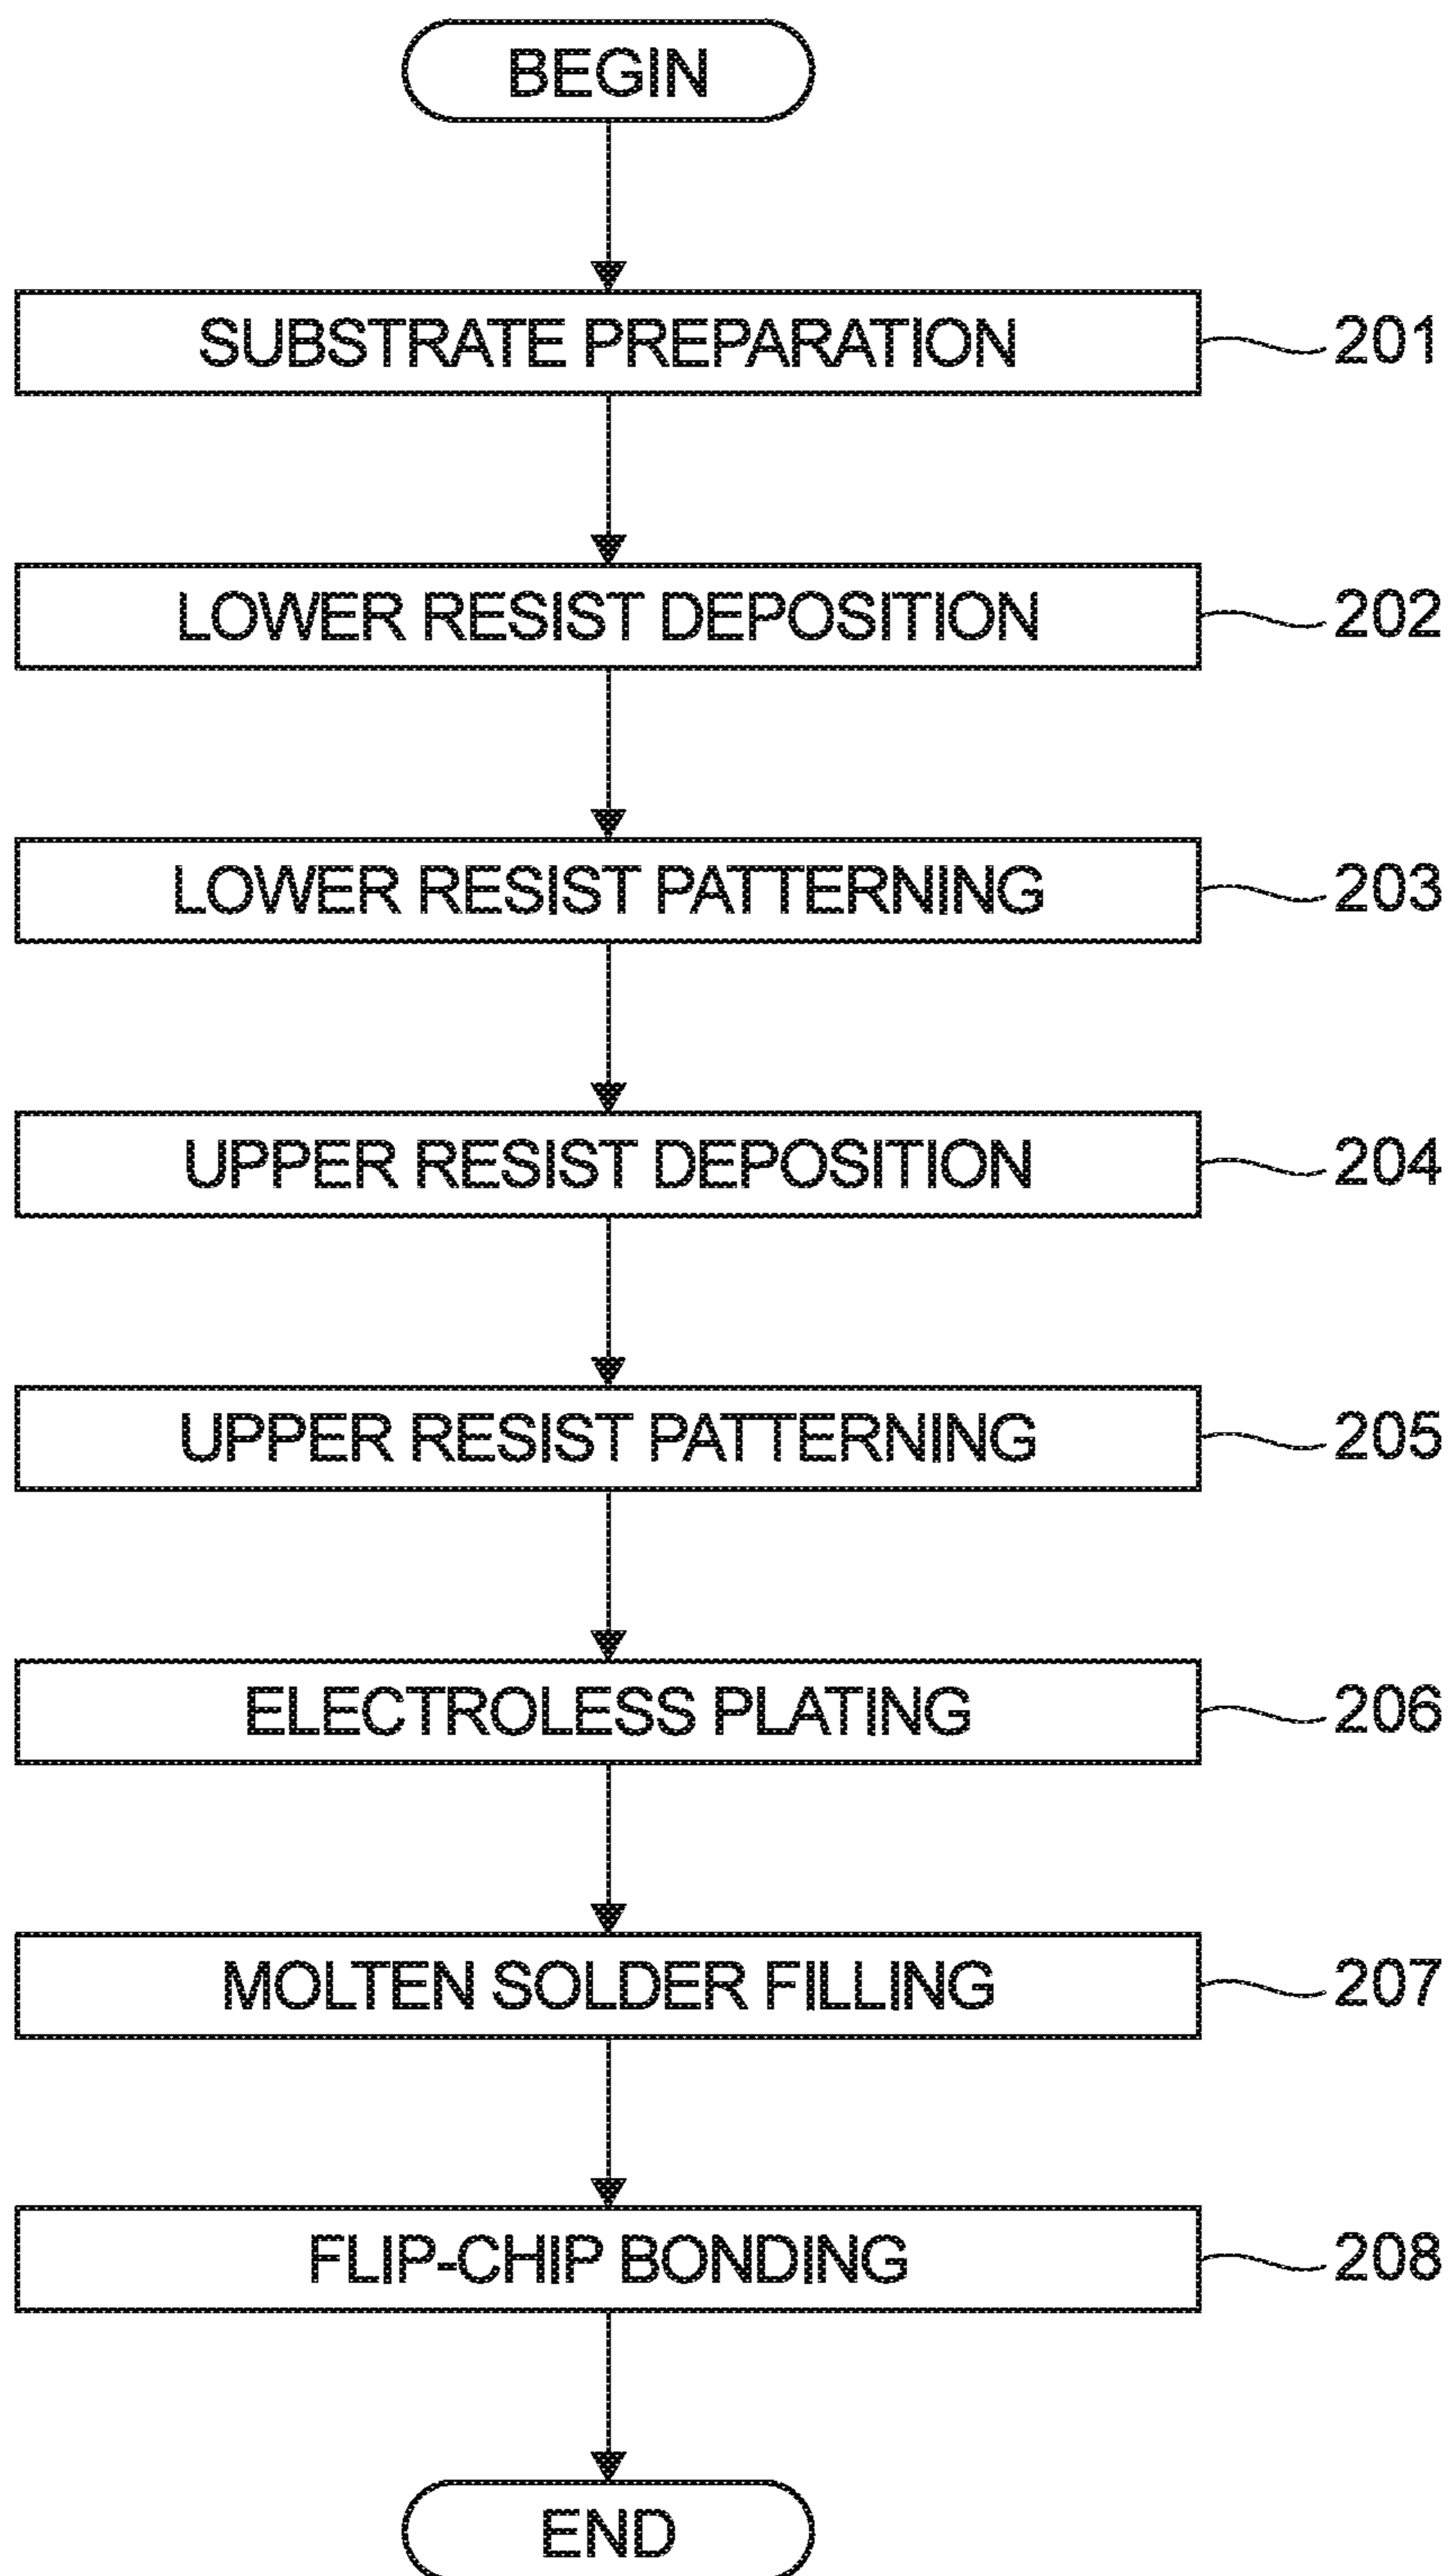 BEGIN
SUBSTRATE PREPARATION 201
LOWER RESIST DEPOSITION 202
LOWER RESIST PATTERNING 203
UPPER RESIST DEPOSITION 204
UPPER RESIST PATTERNING 205
ELECTROLESS PLATING 206
MOLTEN SOLDER FILLING 207
FLIP-CHIP BONDING 208
END